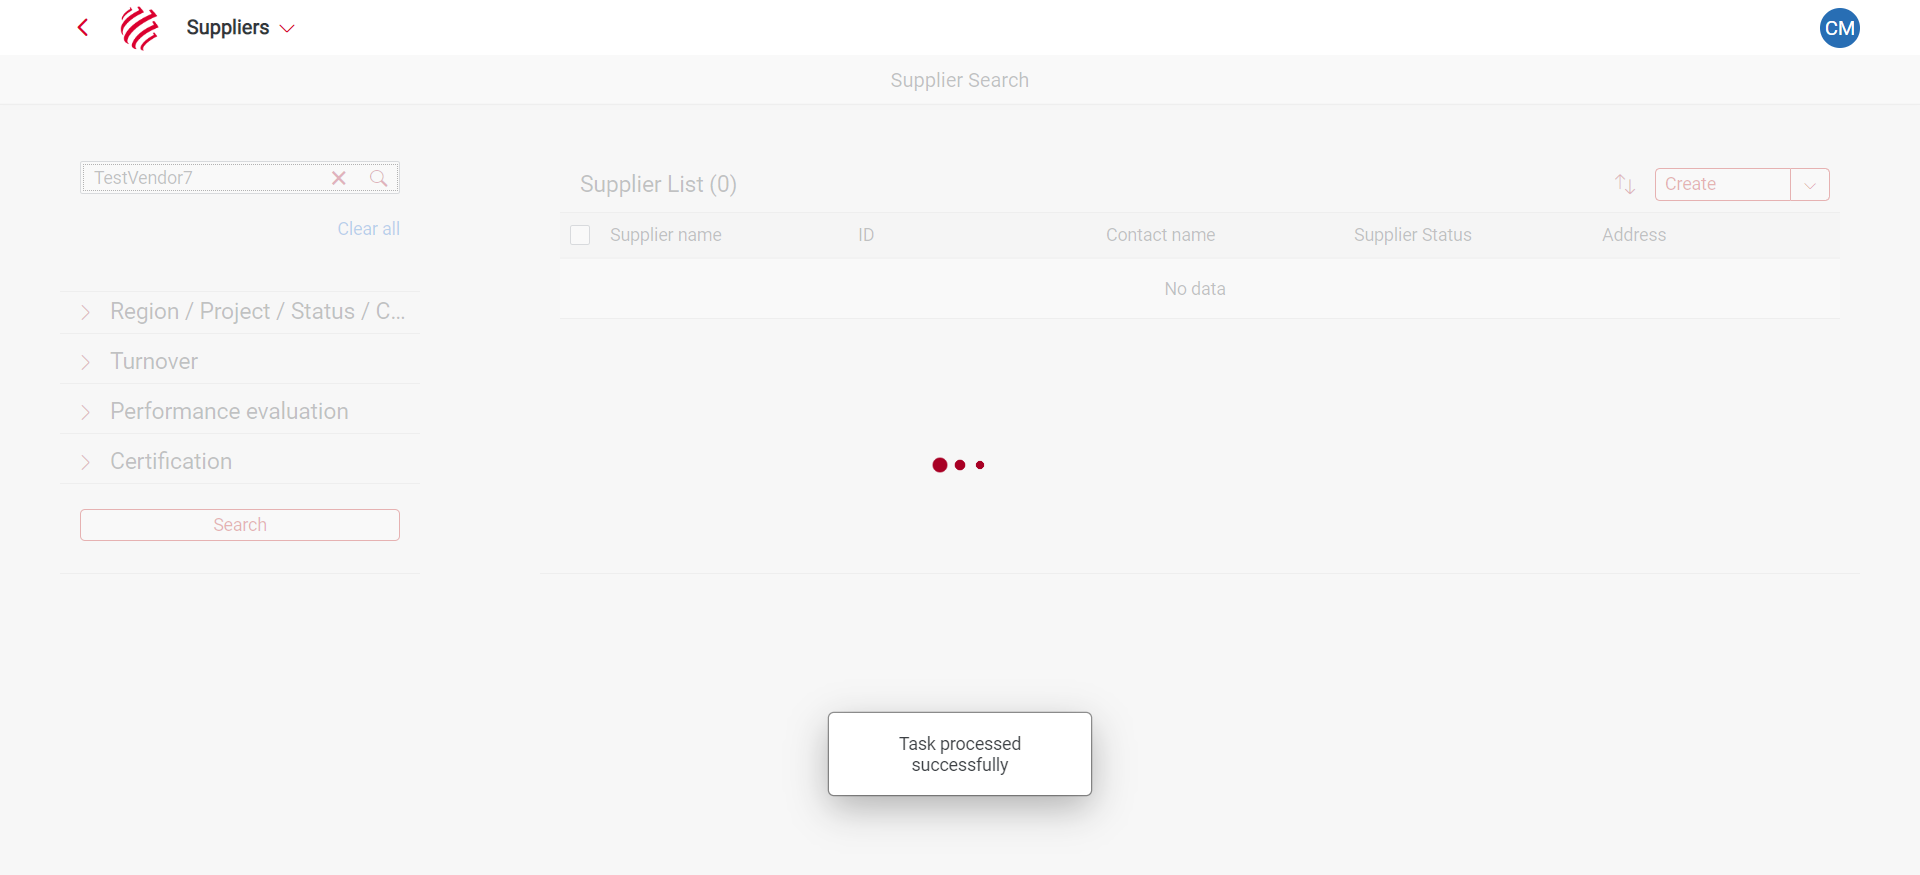 Suppliers
CM
Supplier Search
TestVendor7
Clear all
Region / Project / Status / C...
Turnover
Performance evaluation
Certification
Search
Supplier List (0)
Create
Supplier name ID Contact name Supplier Status Address
No data
Task processed
successfully